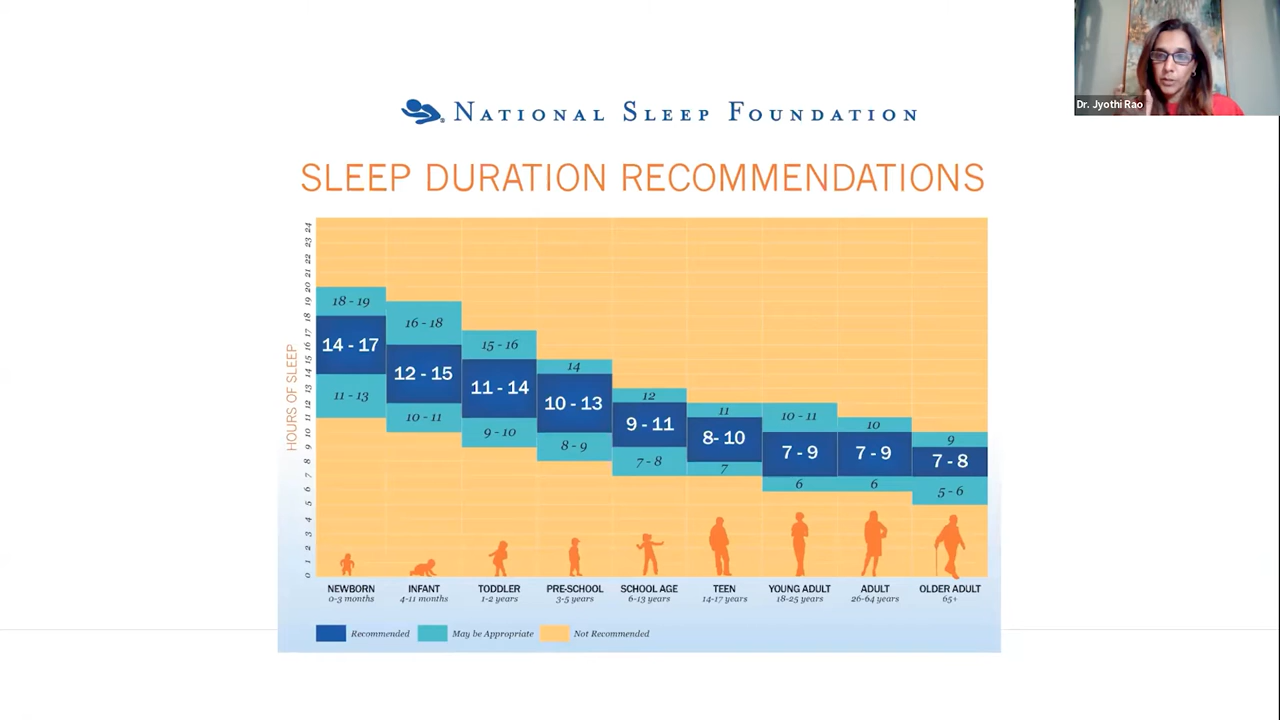 Dr. Jyothi Rao
NATIONAL SLEEP FOUNDATION
SLEEP DURATION RECOMMENDATIONS
HOURS OF SLEEP
24
23
22
21
20
19
18
17
16
15
14
13
12
11
10
9
8
7
6
5
4
3
2
1
0
18 - 19
14 - 17
11 - 13
16 - 18
12 - 15
10 - 11
15 - 16
11 - 14
9 - 10
14
10 - 13
8 - 9
12
9 - 11
7 - 8
11
8- 10
7
10 - 11
7 - 9
6
10
7 - 9
6
9
7 - 8
5 - 6
NEWBORN
0-3 months
INFANT
4-11 months
TODDLER
1-2 years
PRE-SCHOOL
3-5 years
SCHOOL AGE
6-13 years
TEEN
14-17 years
YOUNG ADULT
18-25 years
ADULT
26-64 years
OLDER ADULT
65+
Recommended
May be Appropriate
Not Recommended